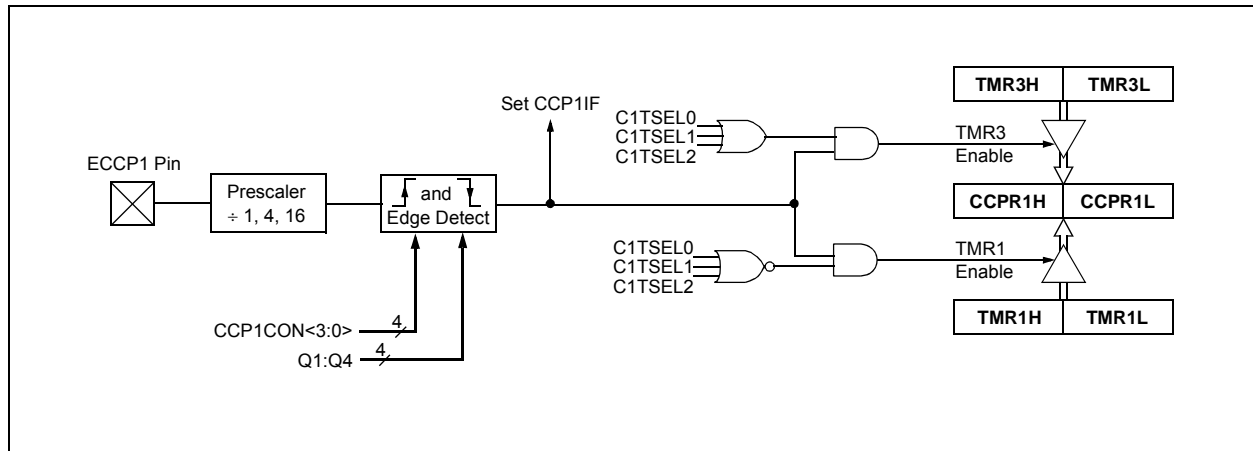 TMR3H TMR3L
Set CCP1IF
C1TSEL0
C1TSEL1
C1TSEL2
TMR3
Enable
ECCP1 Pin
Prescaler
÷ 1, 4, 16
and
Edge Detect
CCPR1H CCPR1L
C1TSEL0
C1TSEL1
C1TSEL2
TMR1
Enable
TMR1H TMR1L
CCP1CON<3:0> 4
Q1:Q4 4